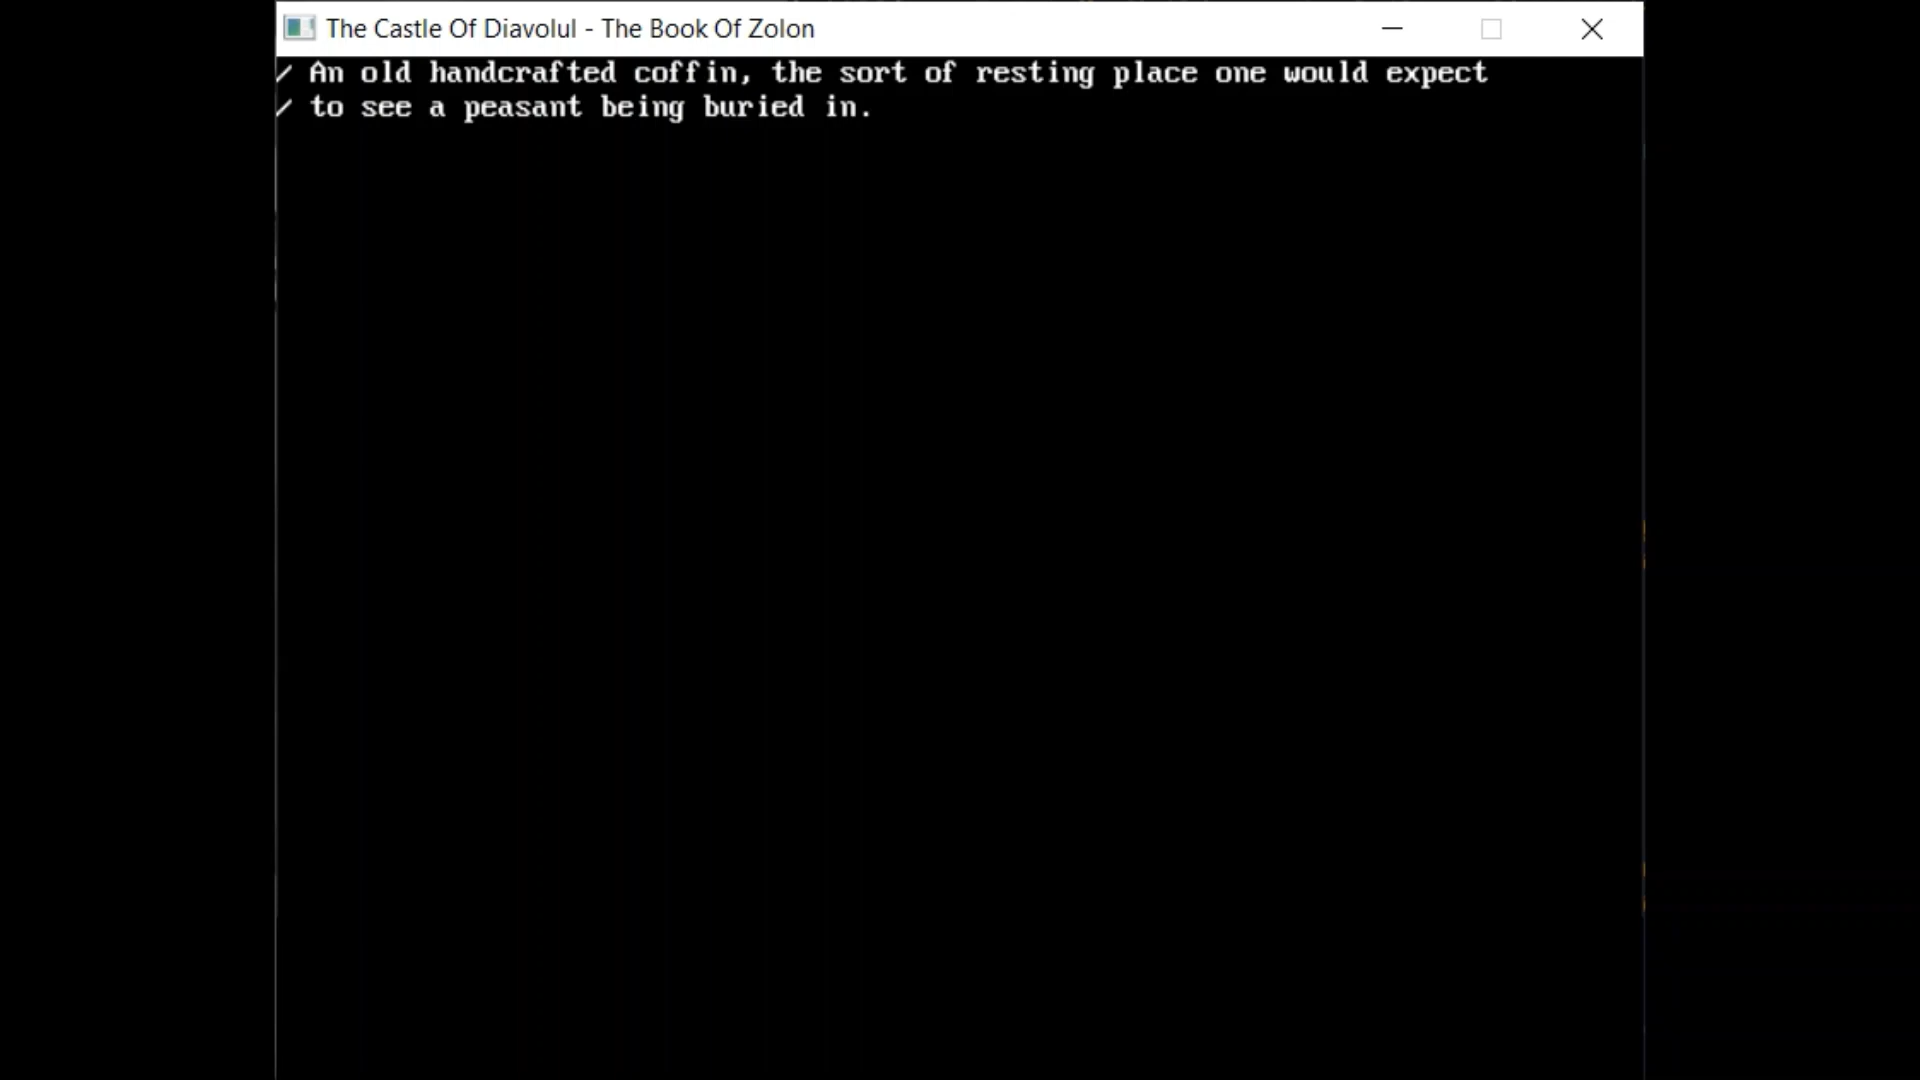 The Castle Of Diavolul - The Book Of Zolon
/ An old handcrafted coffin, the sort of resting place one would expect
/ to see a peasant being buried in.